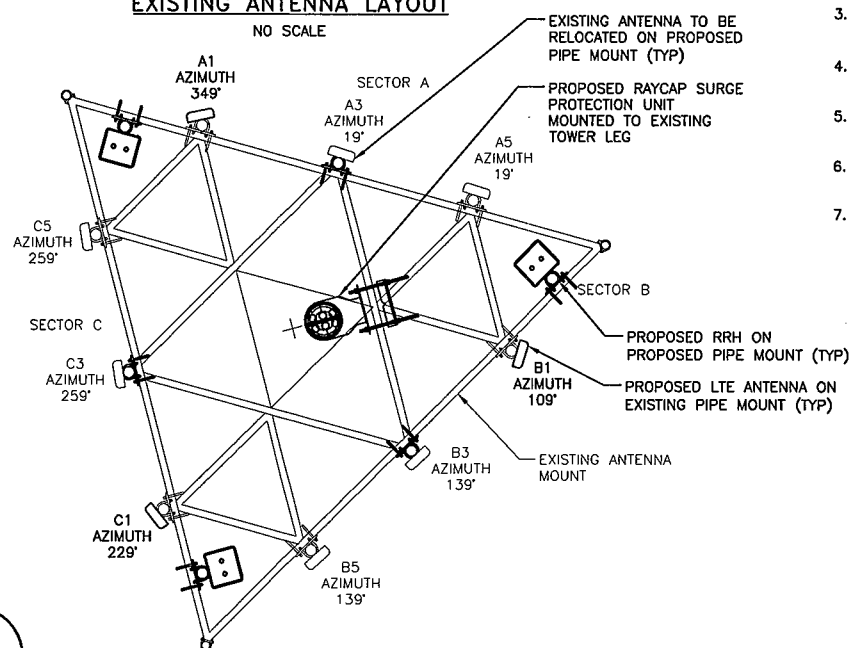 EXISTING ANTENNA LAYOUT
NO SCALE
EXISTING ANTENNA TO BE
RELOCATED ON PROPOSED
PIPE MOUNT (TYP)
PROPOSED RAYCAP SURGE
PROTECTION UNIT
MOUNTED TO EXISTING
TOWER LEG
3.
4.
5.
6.
7.
A1
AZIMUTH
349°
SECTOR A
A3
AZIMUTH
19°
A5
AZIMUTH
19°
C5
AZIMUTH
259°
SECTOR B
SECTOR C
PROPOSED RRH ON
PROPOSED PIPE MOUNT (TYP)
C3
AZIMUTH
259°
B1
AZIMUTH
109°
PROPOSED LTE ANTENNA ON
EXISTING PIPE MOUNT (TYP)
B3
AZIMUTH
139°
EXISTING ANTENNA
MOUNT
C1
AZIMUTH
229°
B5
AZIMUTH
139°